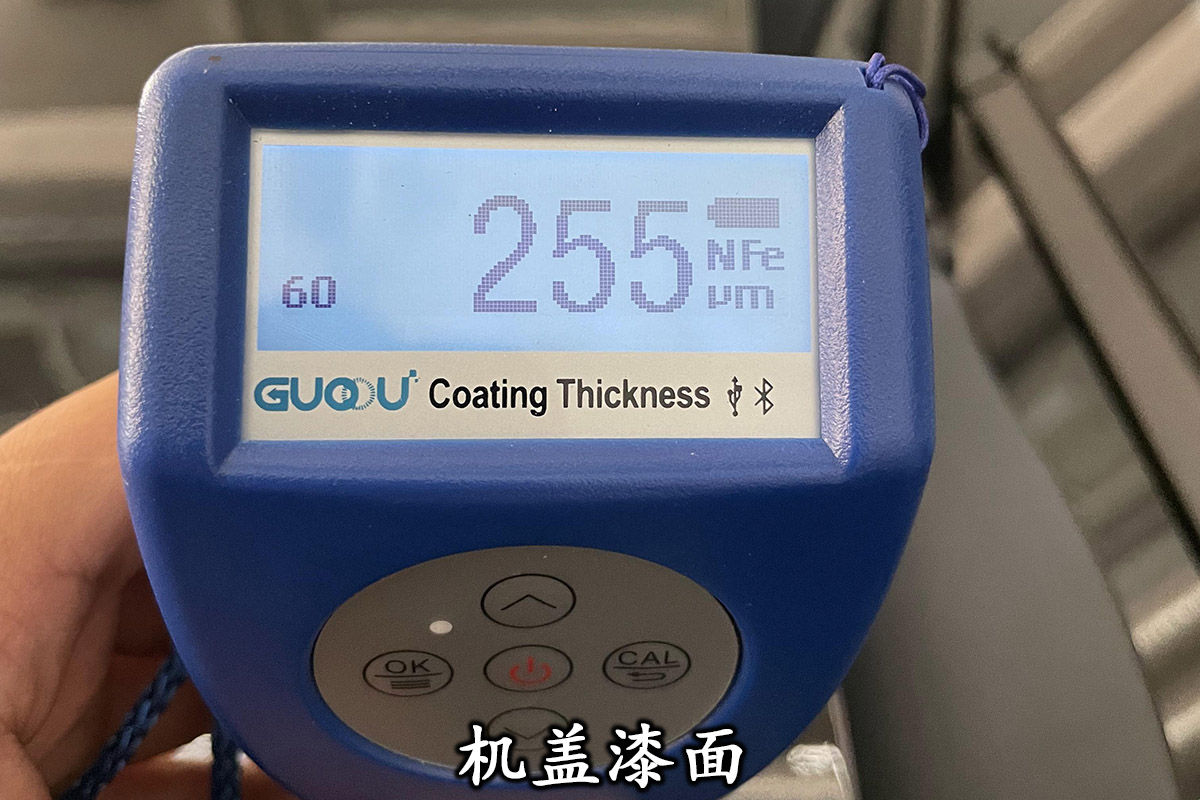 255
NFe
μm
60
GUOOU Coating Thickness
OK
CAL
机盖漆面